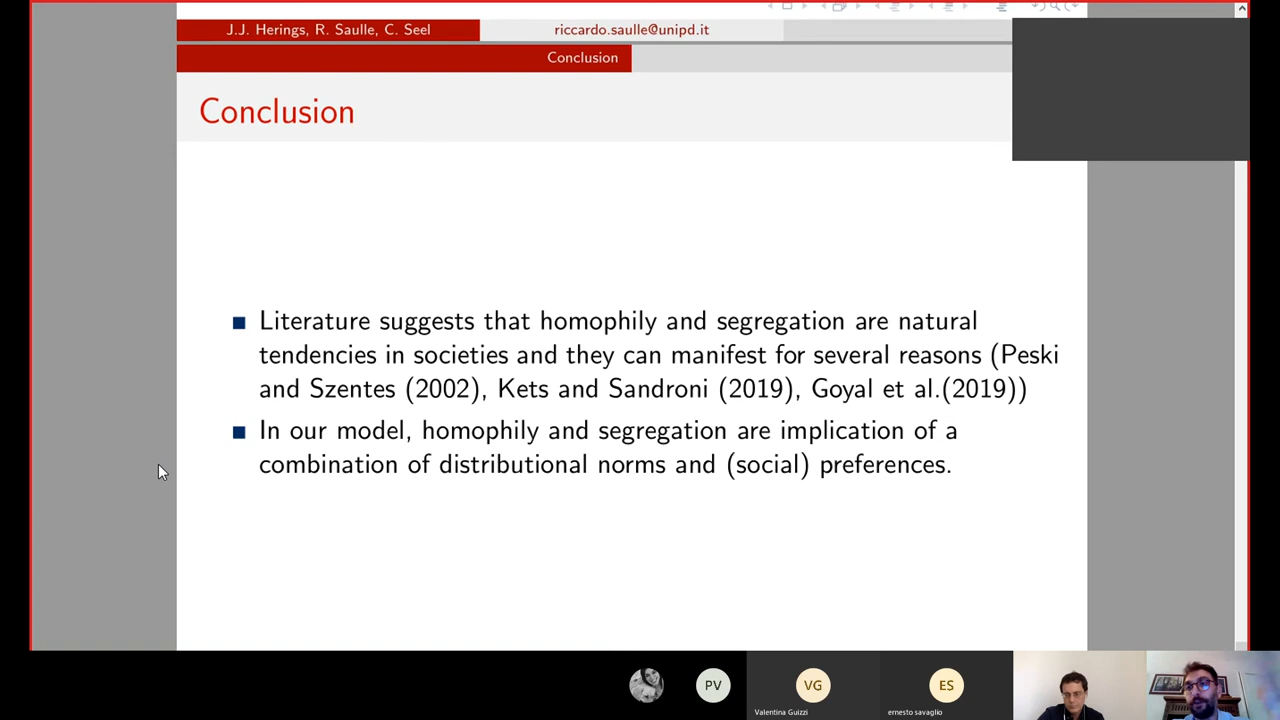 J.J. Herings, R. Saulle, C. Seel
riccardo.saulle@unipd.it
Conclusion
Conclusion
Literature suggests that homophily and segregation are natural
tendencies in societies and they can manifest for several reasons (Peski
and Szentes (2002), Kets and Sandroni (2019), Goyal et al.(2019))
In our model, homophily and segregation are implication of a
combination of distributional norms and (social) preferences.
PV
VG
ES
Valentina Guizzi
ernesto savaglio